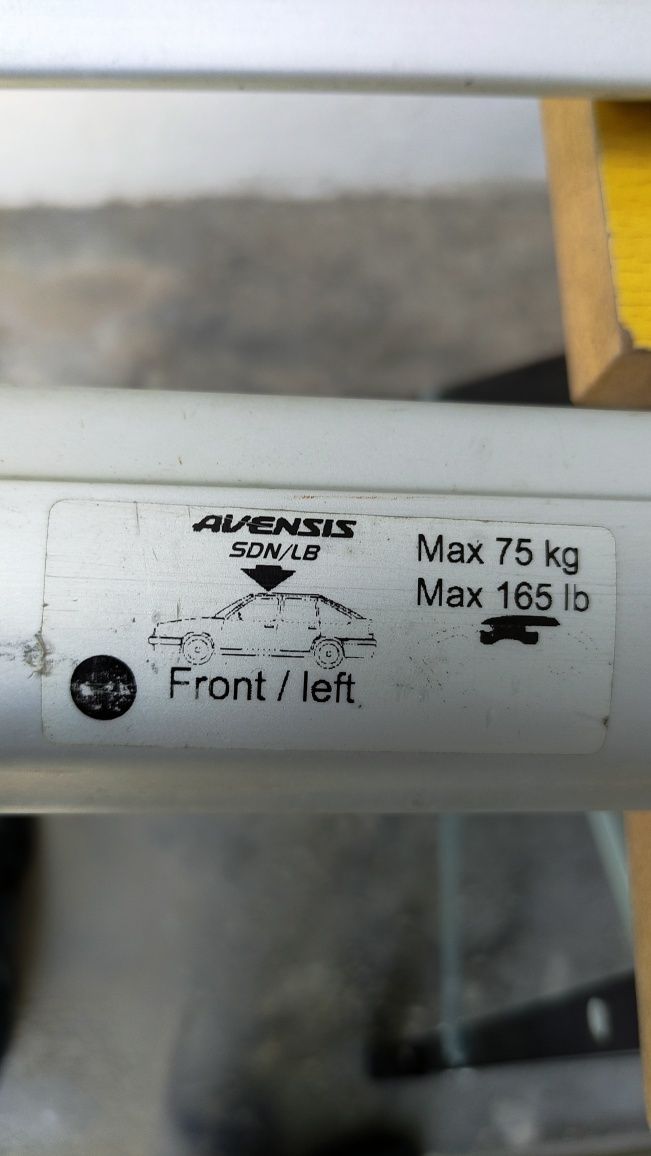 AVENSIS
SDN/LB
Max 75 kg
Max 165 lb
Front / left